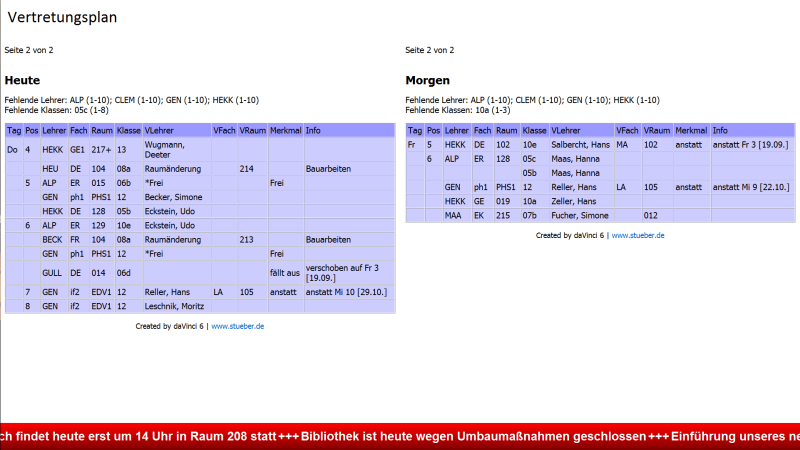 Vertretungsplan
Seite 2 von 2
Heute
Fehlende Lehrer: ALP (1-10); CLEM (1-10); GEN (1-10); HEKK (1-10)
Fehlende Klassen: 05c (1-8)
Tag Pos Lehrer Fach Raum Klasse VLehrer VFach VRaum Merkmal Info
Do 4 HEKK GE1 217+ 13 Wugmann, Deeter
HEU DE 104 08a Raumänderung 214 Bauarbeiten
5 ALP ER 015 06b *Frei Frei
GEN ph1 PHS1 12 Becker, Simone
HEKK DE 128 05b Eckstein, Udo
6 ALP ER 129 10e Eckstein, Udo
BECK FR 104 08a Raumänderung 213 Bauarbeiten
GEN ph1 PHS1 12 *Frei Frei
GULL DE 014 06d fällt aus verschoben auf Fr 3 [19.09.]
7 GEN if2 EDV1 12 Reller, Hans LA 105 anstatt anstatt Mi 10 [29.10.]
8 GEN if2 EDV1 12 Leschnik, Moritz
Created by daVinci 6 | www.stueber.de
Seite 2 von 2
Morgen
Fehlende Lehrer: ALP (1-10); CLEM (1-10); GEN (1-10); HEKK (1-10)
Fehlende Klassen: 10a (1-3)
Tag Pos Lehrer Fach Raum Klasse VLehrer VFach VRaum Merkmal Info
Fr 5 HEKK DE 102 10e Salbercht, Hans MA 102 anstatt anstatt Fr 3 [19.09.]
6 ALP ER 128 05c Maas, Hanna
05b Maas, Hanna
GEN ph1 PHS1 12 Reller, Hans LA 105 anstatt anstatt Mi 9 [22.10.]
HEKK GE 019 10a Zeller, Hans
MAA EK 215 07b Fucher, Simone 012
Created by daVinci 6 | www.stueber.de
ch findet heute erst um 14 Uhr in Raum 208 statt +++ Bibliothek ist heute wegen Umbaumaßnahmen geschlossen +++ Einführung unseres ne